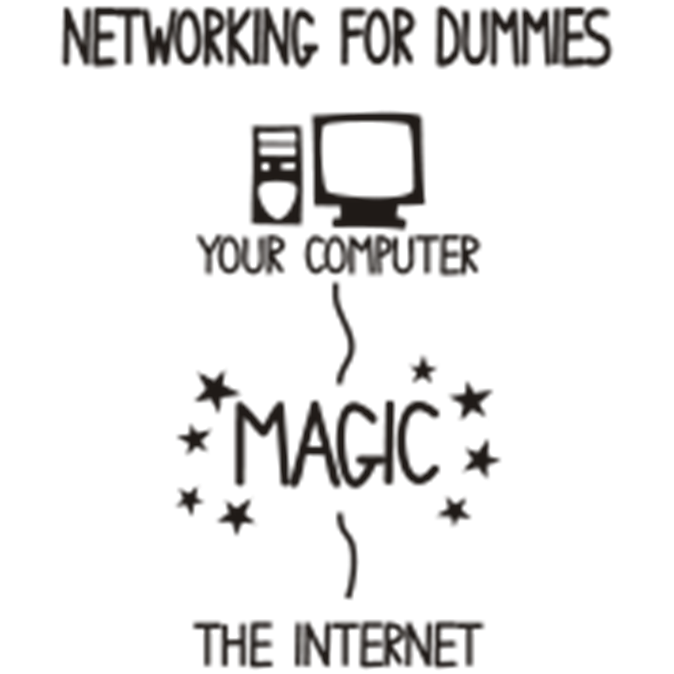 NETWORKING FOR DUMMIES
YOUR COMPUTER
MAGIC
THE INTERNET